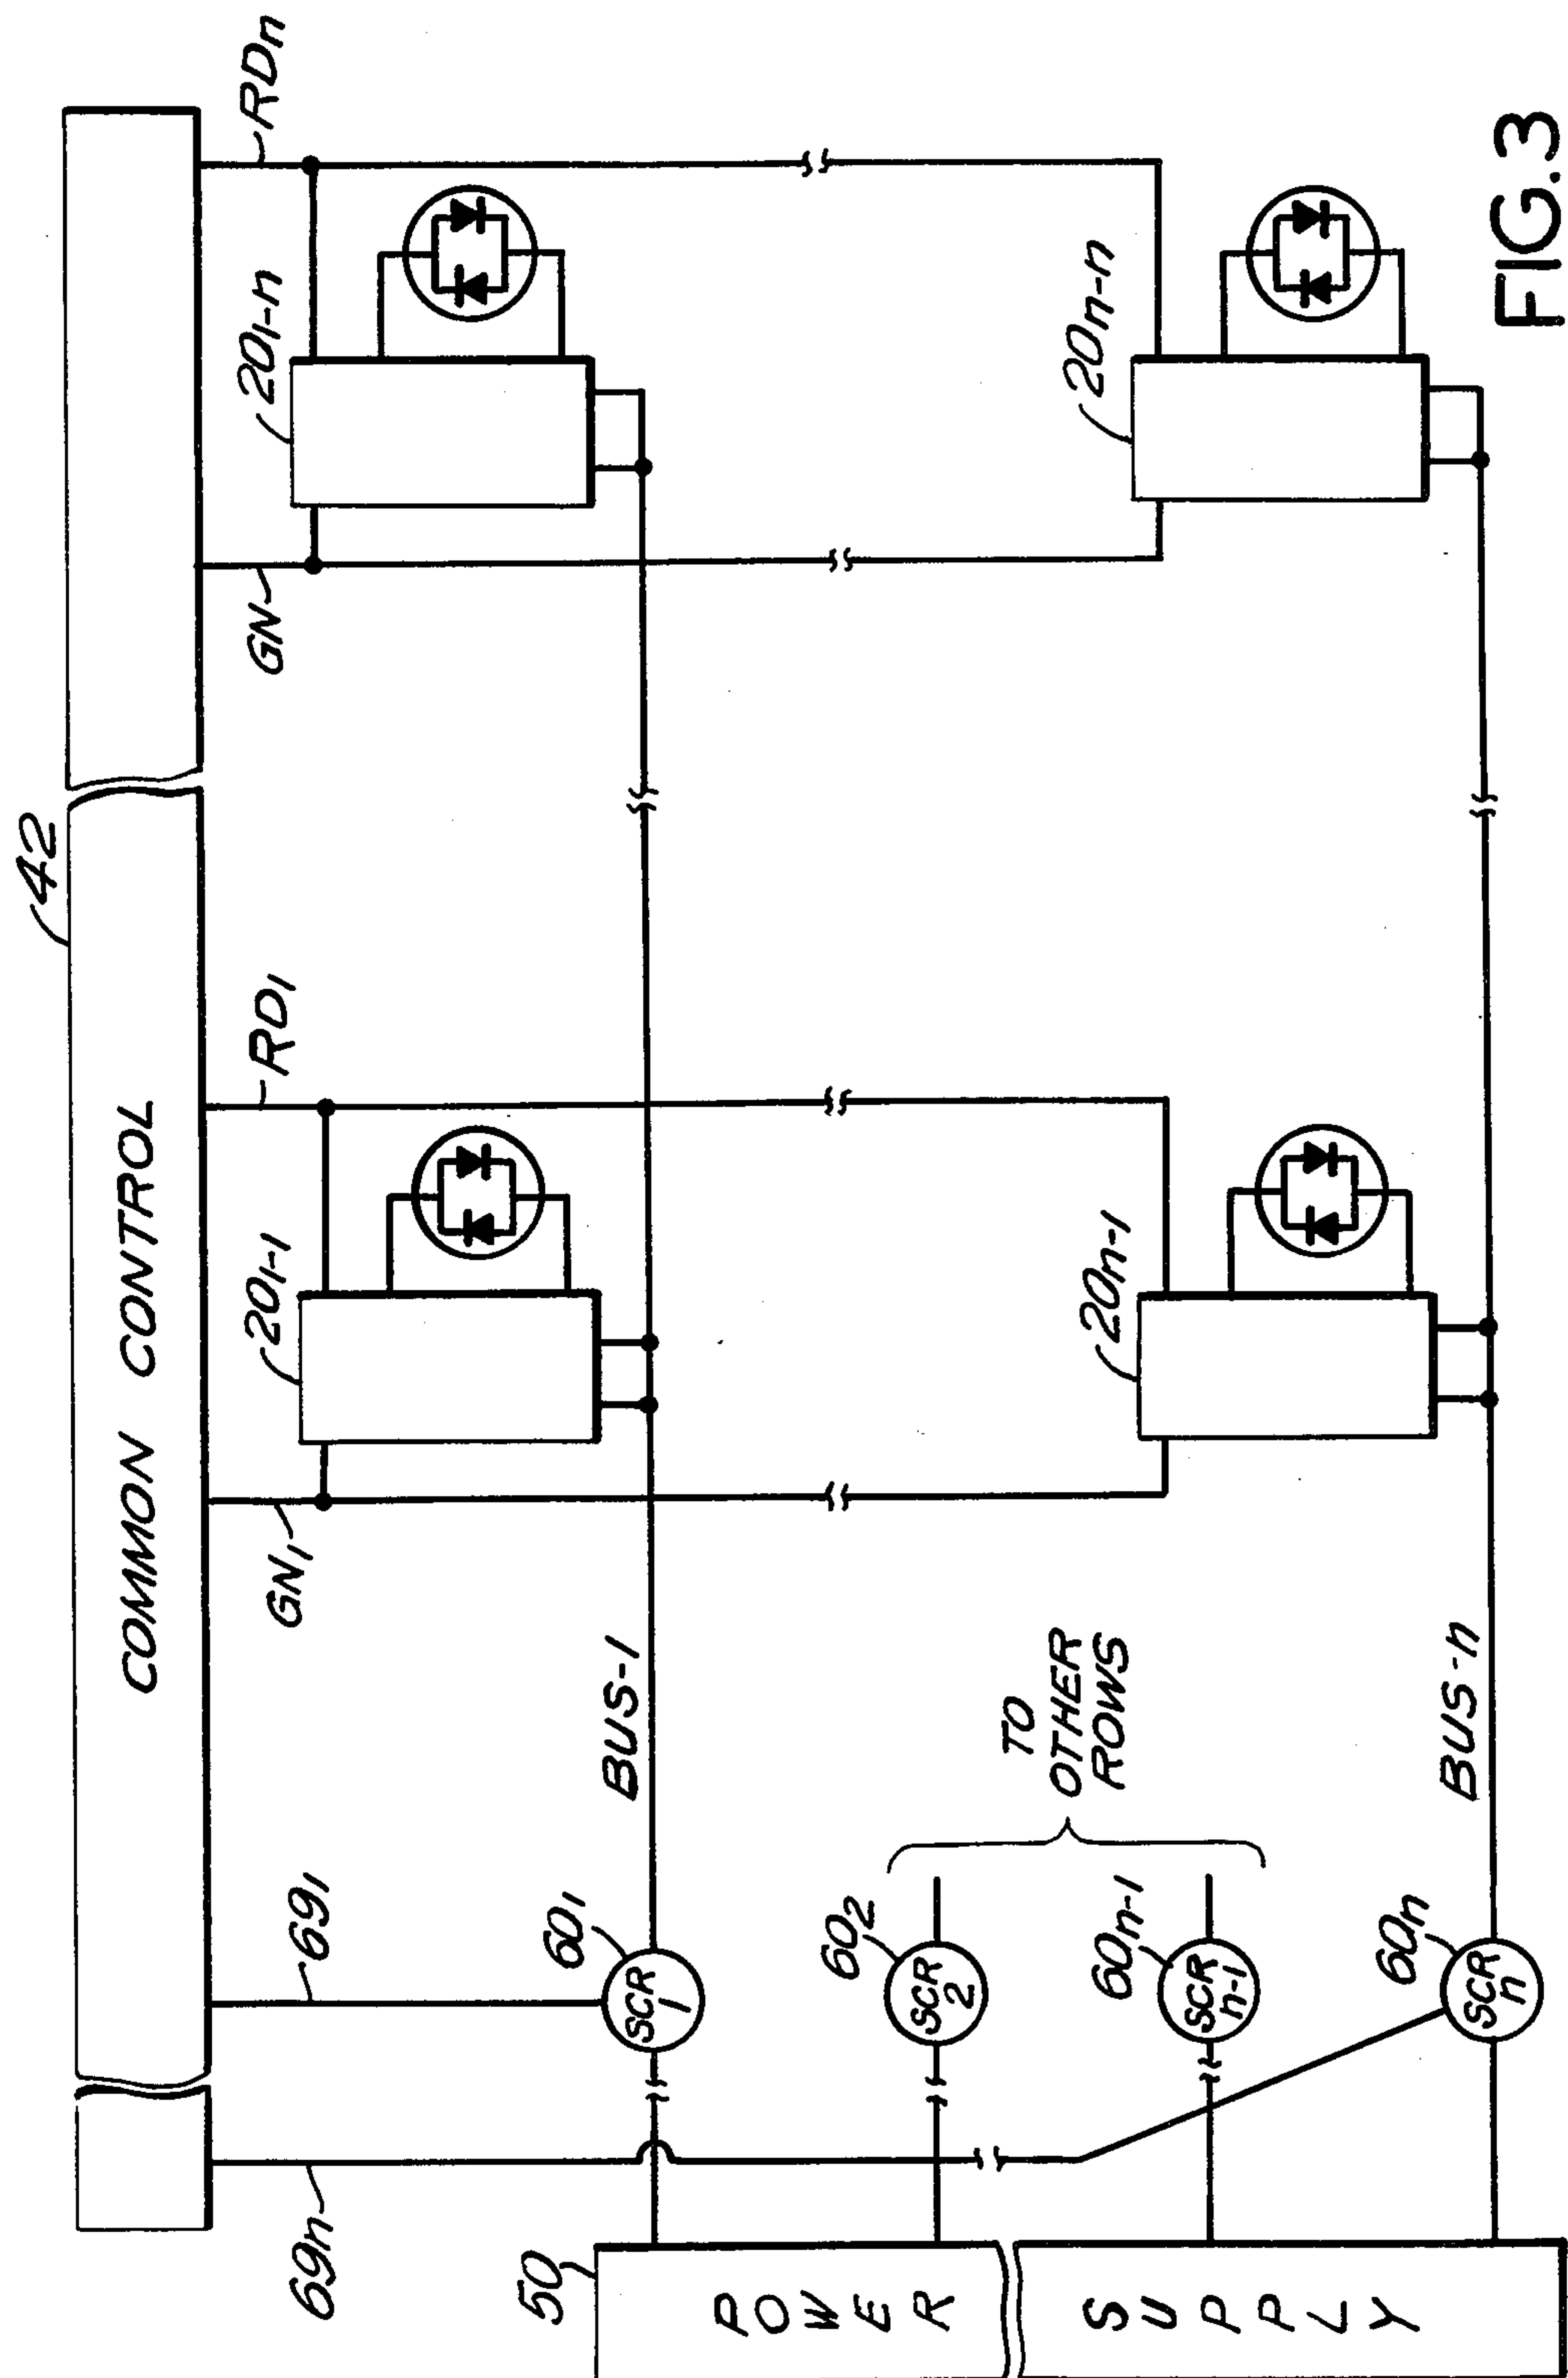 42
COMMON CONTROL
69n
69₁
GN₁
RD₁
GN
RDn
20₁₋₁
20₁₋n
60₁
SCR
1
BUS-1
60₂
SCR
2
TO
OTHER
ROWS
60n-1
SCR
n-1
20n-1
20n-n
60n
SCR
n
BUS-n
50
POWER
SUPPLY
FIG.3